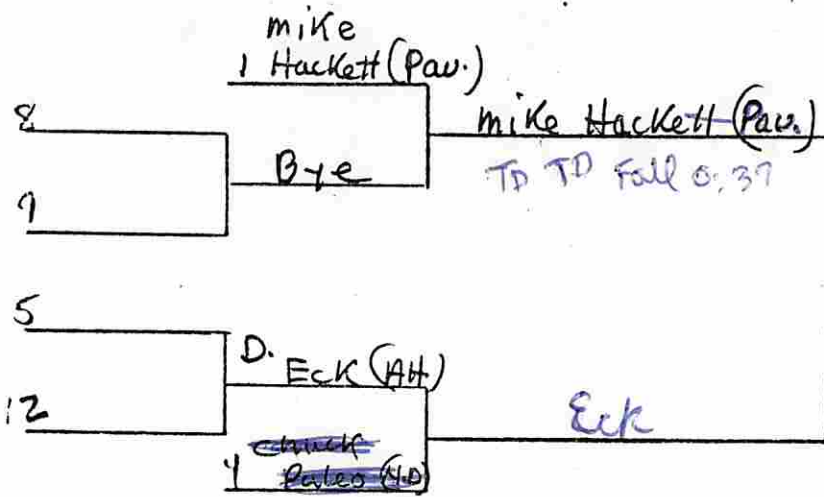 mike
1 Hackett (Pav.)
8
mike Hackett (Pav.)
Bye
TD TD Fall 0:37
9
5
D. Eck (AH.)
12
Eck
4 chuck